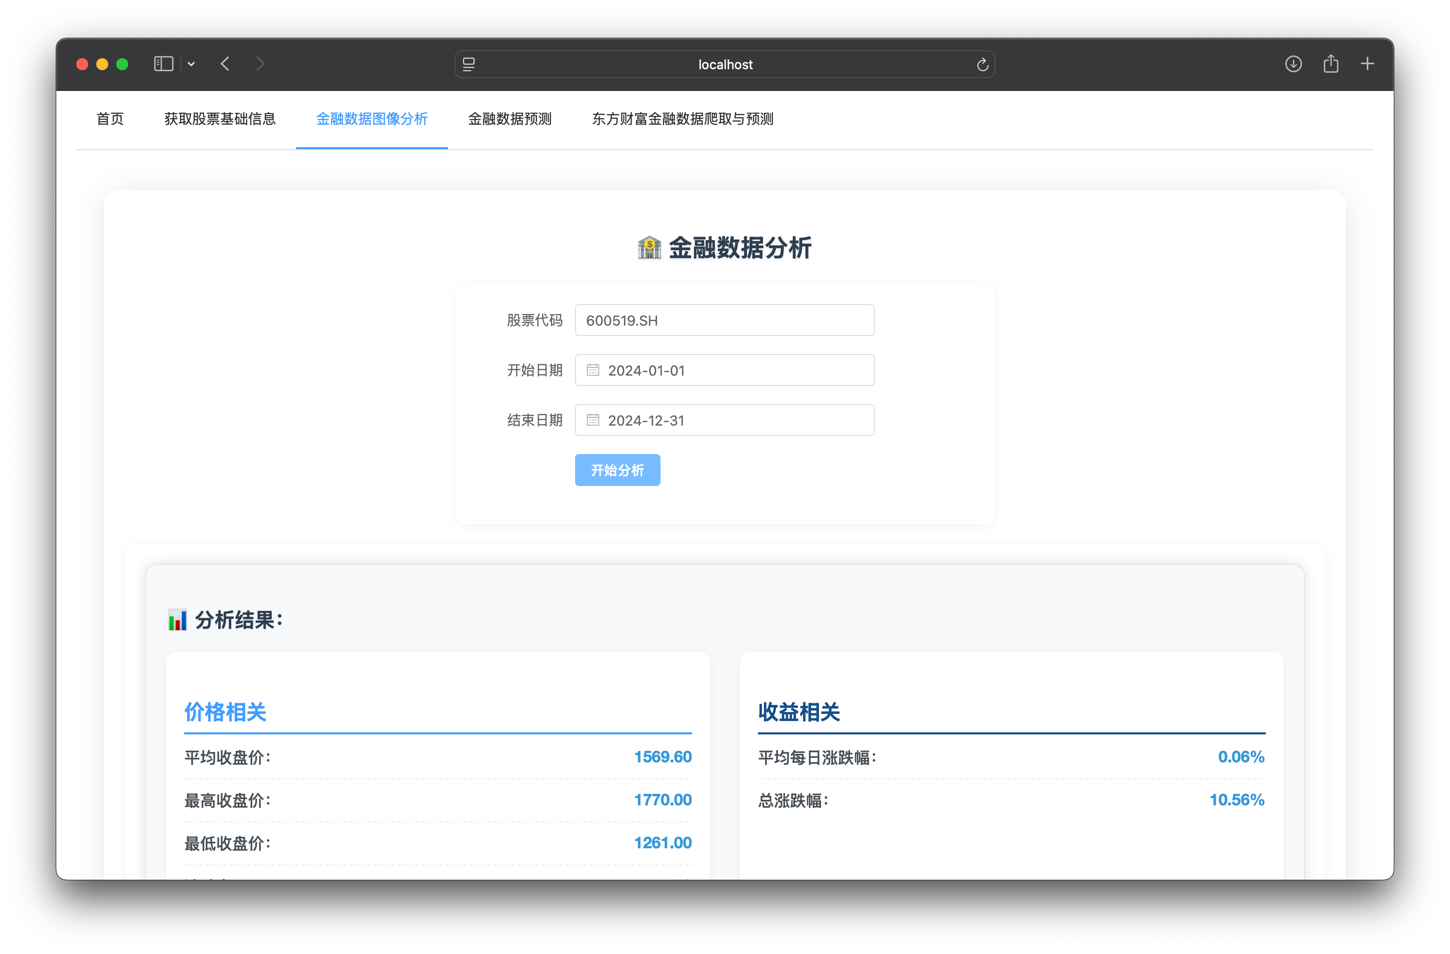 localhost
首页 获取股票基础信息 金融数据图像分析 金融数据预测 东方财富金融数据爬取与预测
金融数据分析
股票代码 600519.SH
开始日期 2024-01-01
结束日期 2024-12-31
开始分析
分析结果：
价格相关
平均收盘价： 1569.60
最高收盘价： 1770.00
最低收盘价： 1261.00
收益相关
平均每日涨跌幅： 0.06%
总涨跌幅： 10.56%